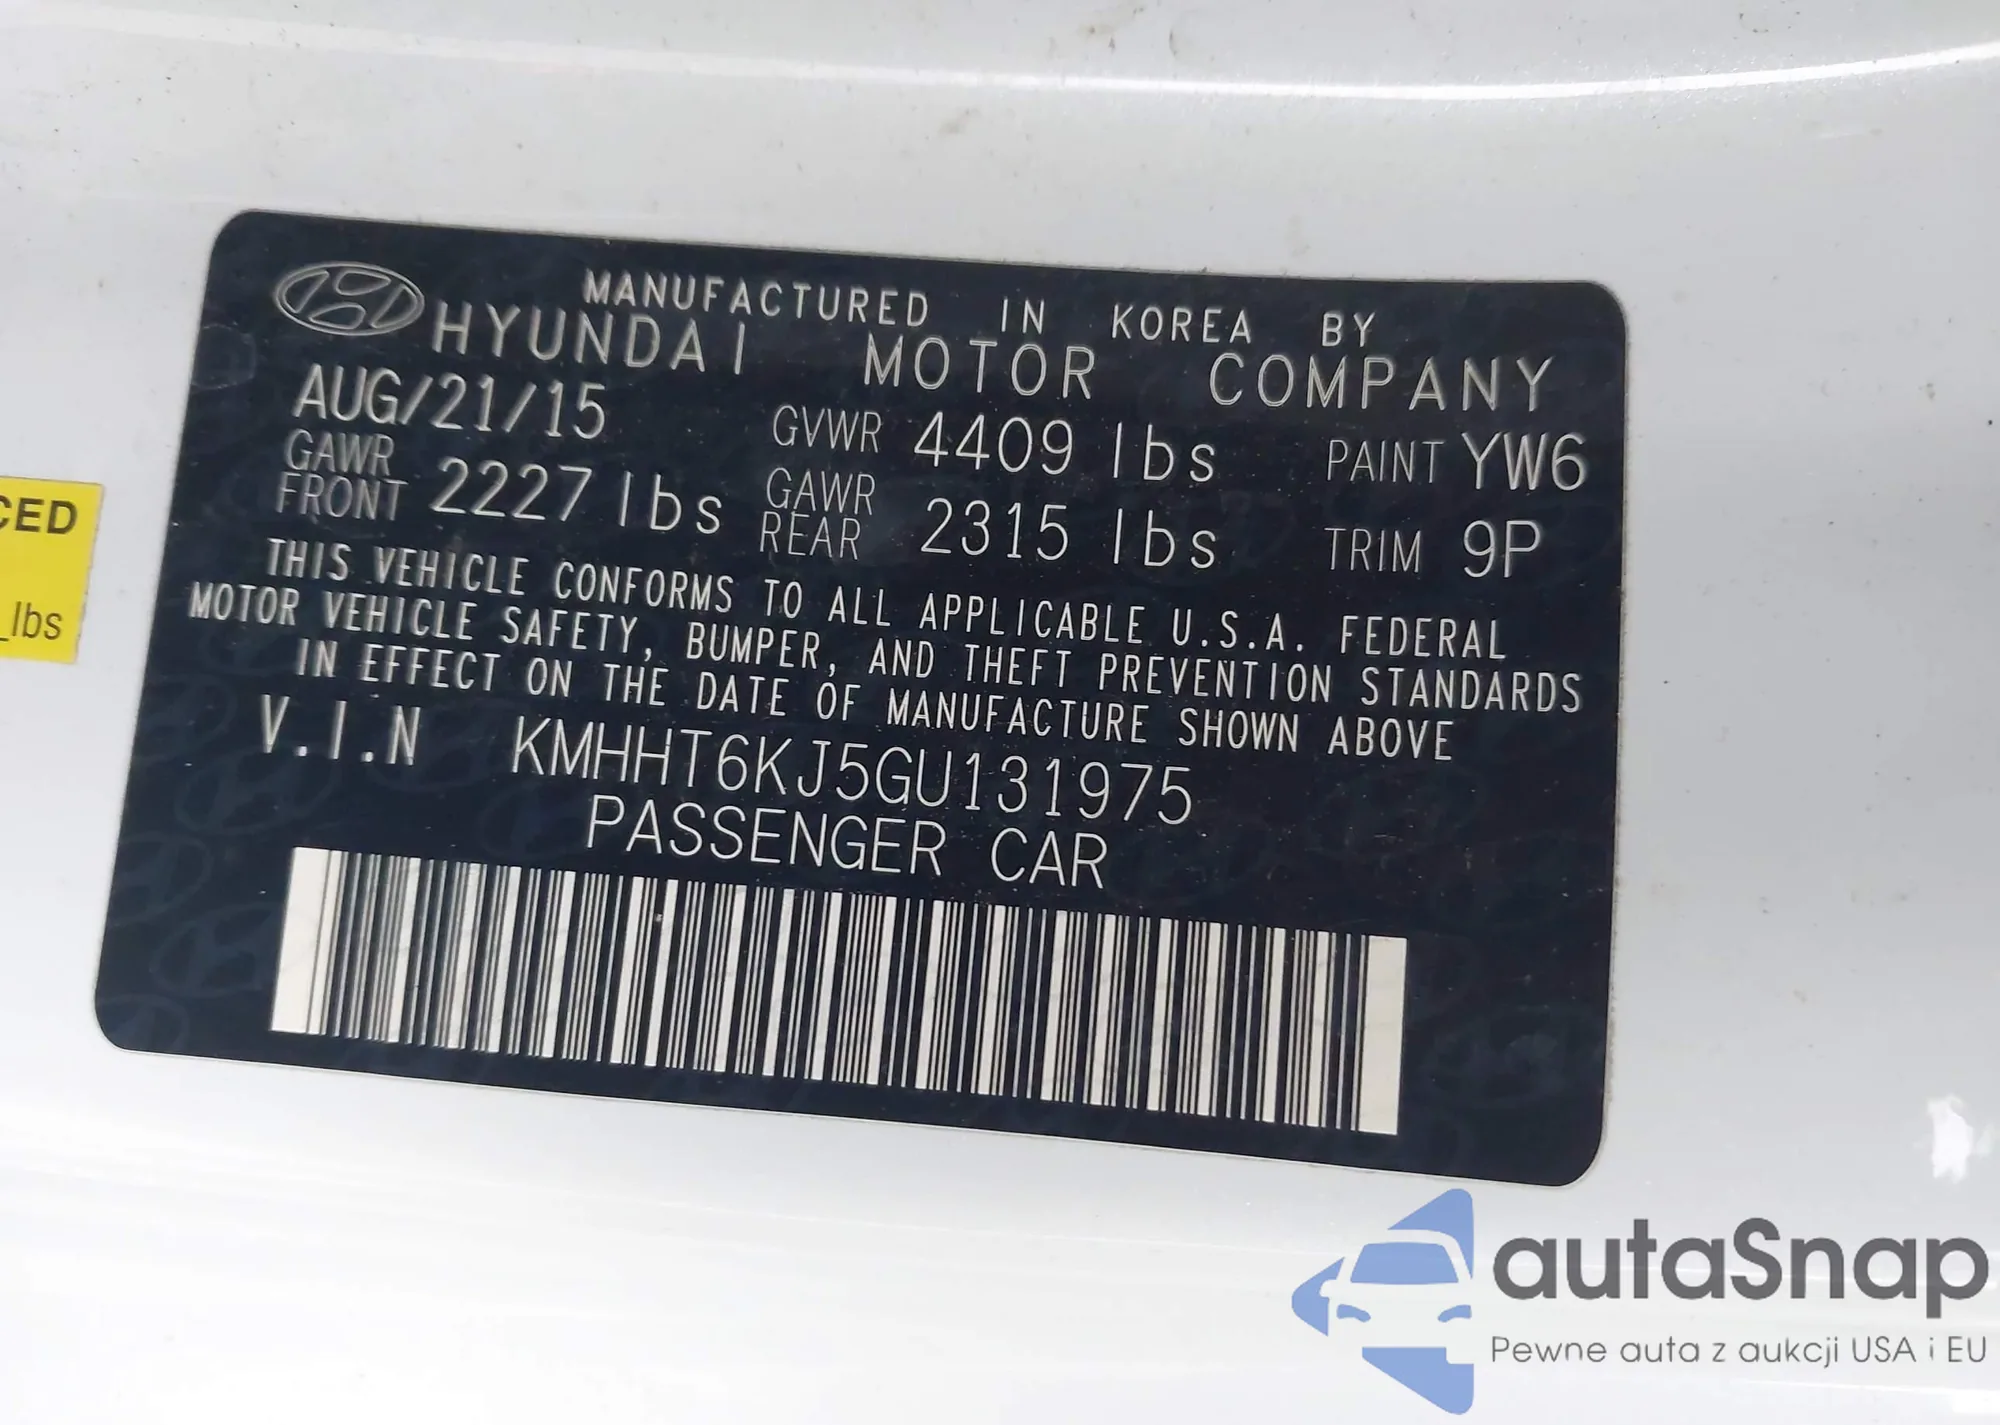 MANUFACTURED IN KOREA BY
HYUNDAI MOTOR COMPANY
AUG/21/15 GVWR 4409 lbs PAINT YW6
GAWR FRONT 2227 lbs GAWR REAR 2315 lbs TRIM 9P
THIS VEHICLE CONFORMS TO ALL APPLICABLE U.S.A. FEDERAL
MOTOR VEHICLE SAFETY, BUMPER, AND THEFT PREVENTION STANDARDS
IN EFFECT ON THE DATE OF MANUFACTURE SHOWN ABOVE
V.I.N KMHHT6KJ5GU131975
PASSENGER CAR
CED
lbs
autaSnap
Pewne auta z aukcji USA i EU